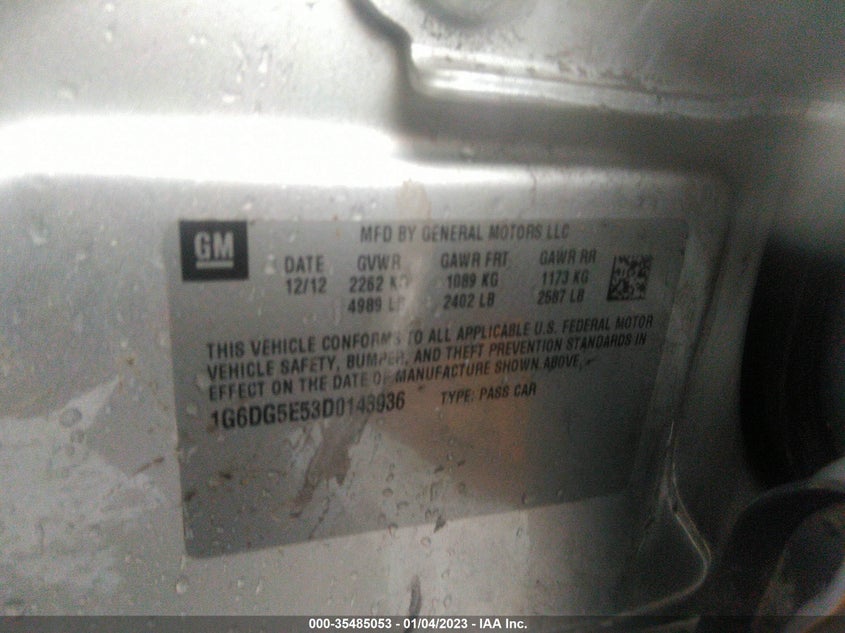 GM
MFD BY GENERAL MOTORS LLC
DATE GVWR GAWR FRT GAWR RR
12/12 2262 KG 1089 KG 1173 KG
4989 LB 2402 LB 2587 LB
THIS VEHICLE CONFORMS TO ALL APPLICABLE U.S. FEDERAL MOTOR
VEHICLE SAFETY, BUMPER, AND THEFT PREVENTION STANDARDS IN
EFFECT ON THE DATE OF MANUFACTURE SHOWN ABOVE.
1G6DG5E53D0143936 TYPE: PASS CAR
000-35485053 - 01/04/2023 - IAA Inc.